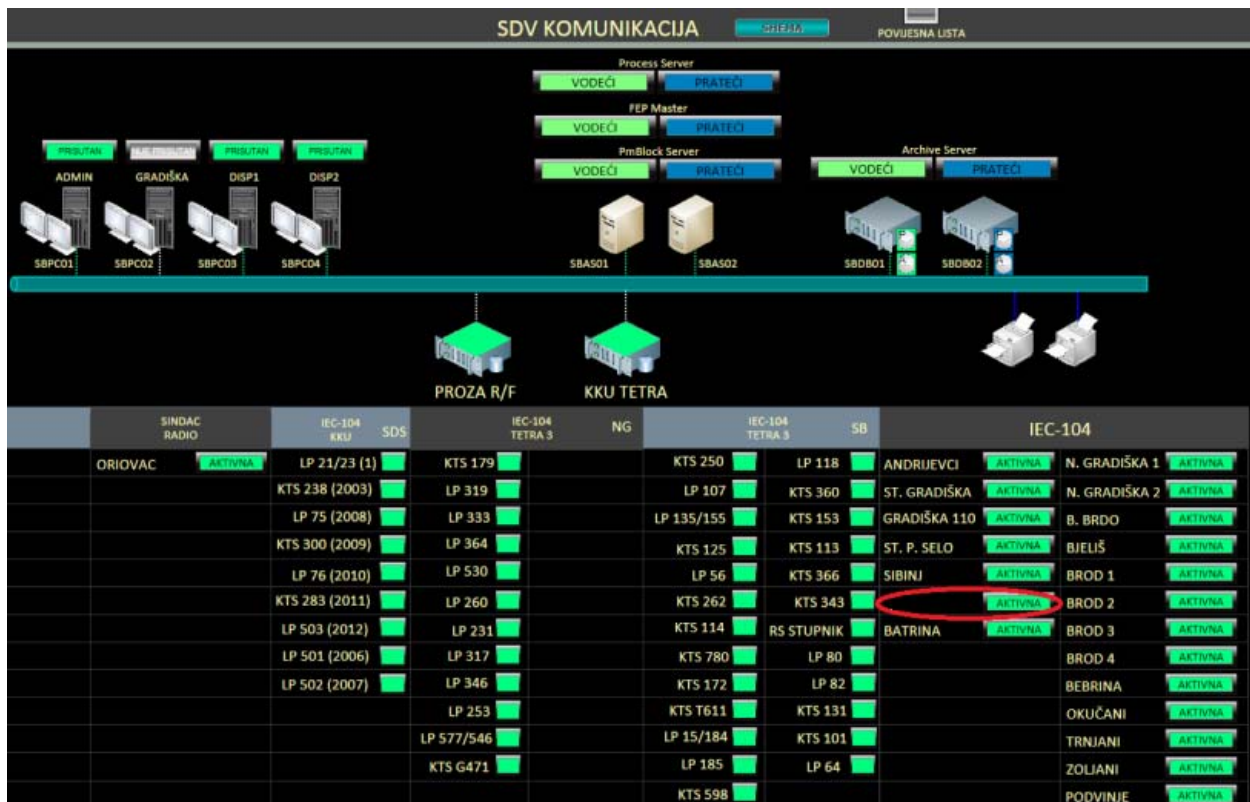 SDV KOMUNIKACIJA SHEMA POVIJESNA LISTA
Process Server
VODEĆI PRATEĆI
FEP Master
VODEĆI PRATEĆI
PRISUTAN PRISUTAN PRISUTAN
PmBlock Server Archive Server
VODEĆI PRATEĆI VODEĆI PRATEĆI
ADMIN GRADIŠKA DISP1 DISP2
SBPC01 SBPC02 SBPC03 SBPC04 SBAS01 SBAS02 SBDB01 SBDB02
PROZA R/F KKU TETRA
SINDAC RADIO IEC-104 KKU SDS IEC-104 TETRA 3 NG IEC-104 TETRA 3 SB IEC-104
ORIOVAC AKTIVNA LP 21/23 (1) KTS 179 KTS 250 LP 118 ANDRIJEVCI AKTIVNA N. GRADIŠKA 1 AKTIVNA
KTS 238 (2003) LP 319 LP 107 KTS 360 ST. GRADIŠKA AKTIVNA N. GRADIŠKA 2 AKTIVNA
LP 75 (2008) LP 333 LP 135/155 KTS 153 GRADIŠKA 110 AKTIVNA B. BRDO AKTIVNA
KTS 300 (2009) LP 364 KTS 125 KTS 113 ST. P. SELO AKTIVNA BJELIŠ AKTIVNA
LP 76 (2010) LP 530 LP 56 KTS 366 SIBINJ AKTIVNA BROD 1 AKTIVNA
KTS 283 (2011) LP 260 KTS 262 KTS 343 AKTIVNA BROD 2 AKTIVNA
LP 503 (2012) LP 231 KTS 114 RS STUPNIK BATRINA AKTIVNA BROD 3 AKTIVNA
LP 501 (2006) LP 317 KTS 780 LP 80 BROD 4 AKTIVNA
LP 502 (2007) LP 346 KTS 172 LP 82 BEBRINA AKTIVNA
LP 253 KTS T611 KTS 131 OKUČANI AKTIVNA
LP 577/546 LP 15/184 KTS 101 TRNJANI AKTIVNA
KTS G471 LP 185 LP 64 ZOLJANI AKTIVNA
KTS 598 PODVINJE AKTIVNA